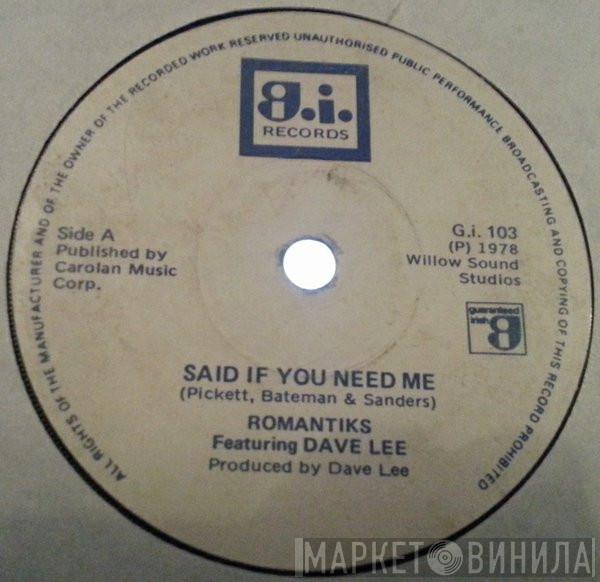 ALL RIGHTS OF THE MANUFACTURER AND OF THE OWNER OF THE RECORDED WORK RESERVED UNAUTHORISED PUBLIC PERFORMANCE BROADCASTING AND COPYING OF THIS RECORD PROHIBITED
g.i.
RECORDS
Side A
Published by
Carolan Music
Corp.
G.i. 103
(P) 1978
Willow Sound
Studios
guaranteed
irish
SAID IF YOU NEED ME
(Pickett, Bateman & Sanders)
ROMANTIKS
Featuring DAVE LEE
Produced by Dave Lee
МАРКЕТ ВИНИЛА